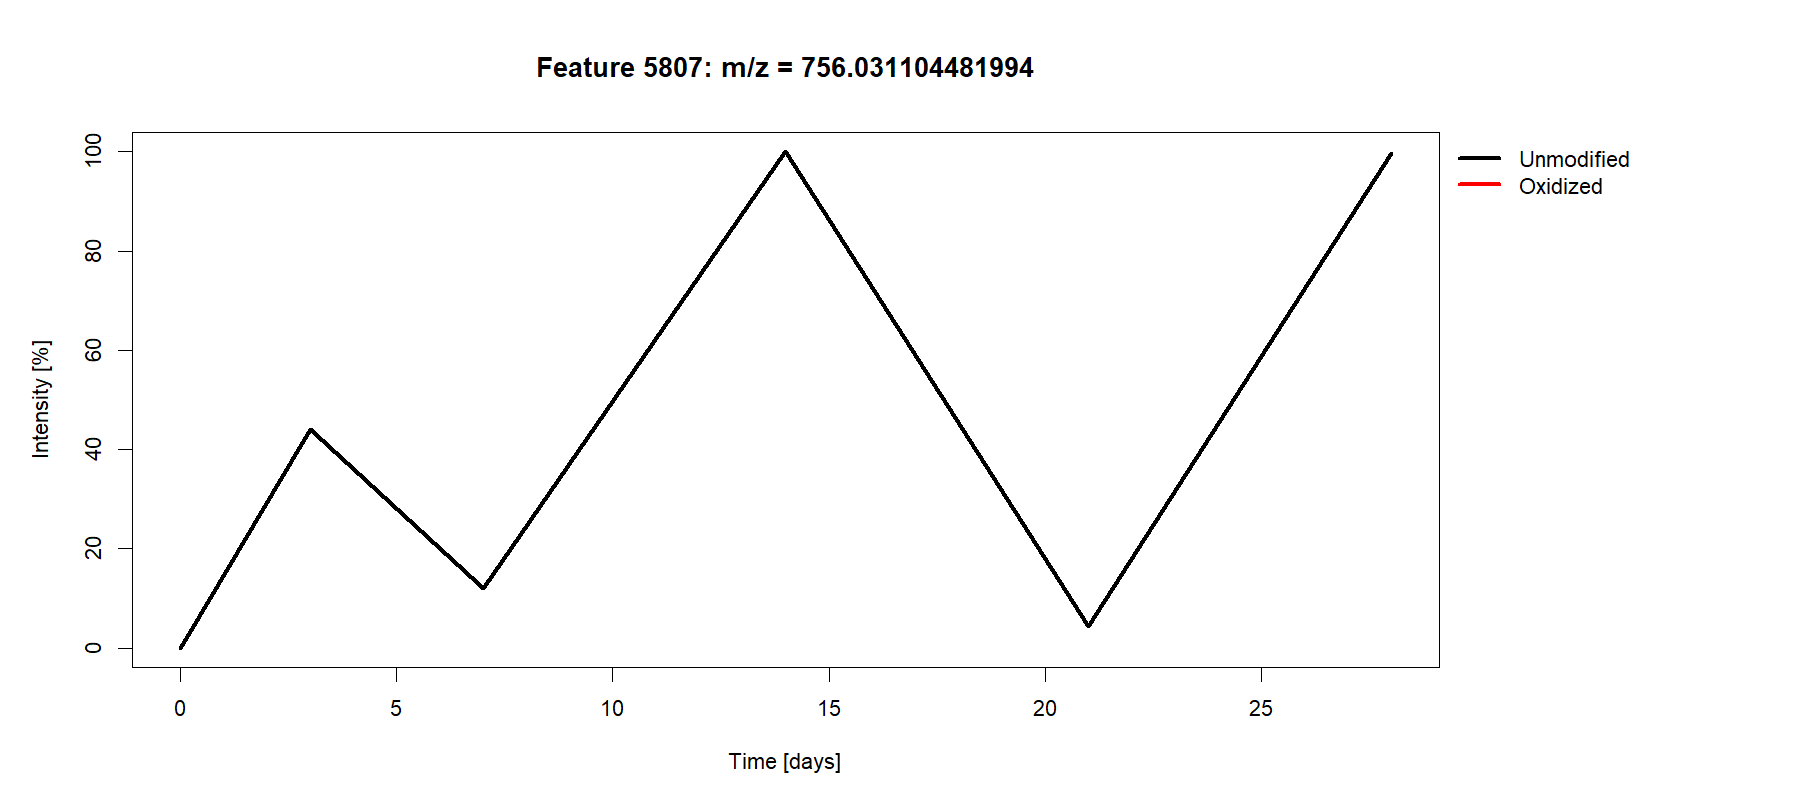 Feature 5807: m/z = 756.031104481994
Unmodified
Oxidized
Intensity [%]
100
80
60
40
20
0
0 5 10 15 20 25
Time [days]